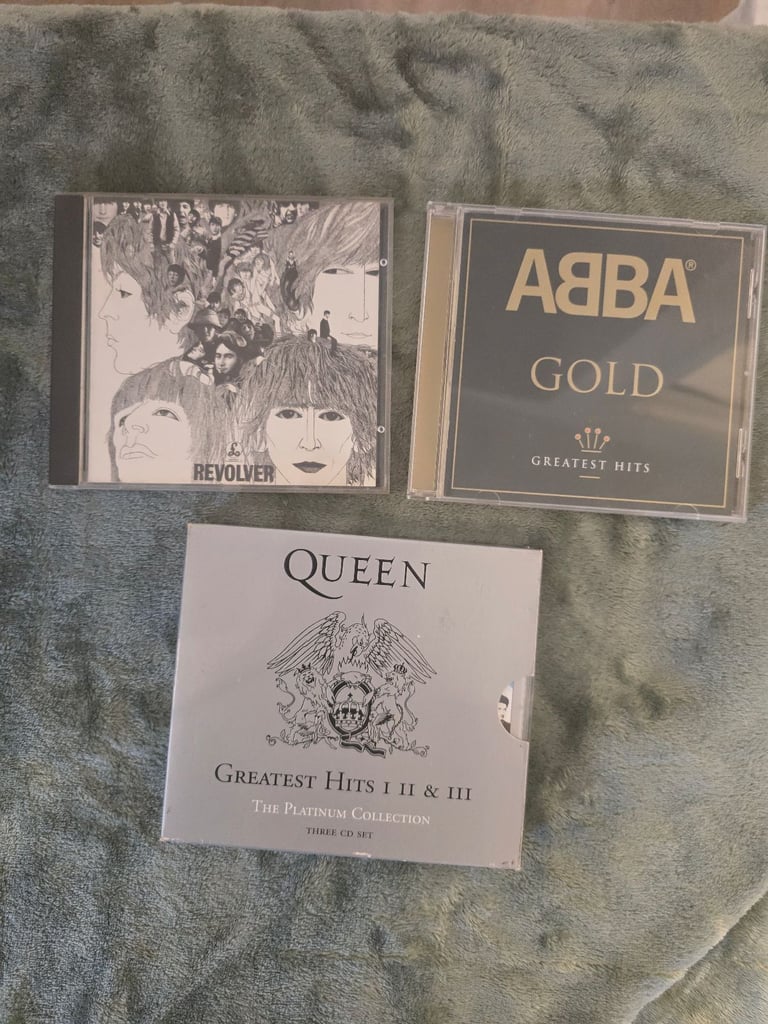 REVOLVER
ABBA®
GOLD
GREATEST HITS
QUEEN
GREATEST HITS I II & III
THE PLATINUM COLLECTION
THREE CD SET